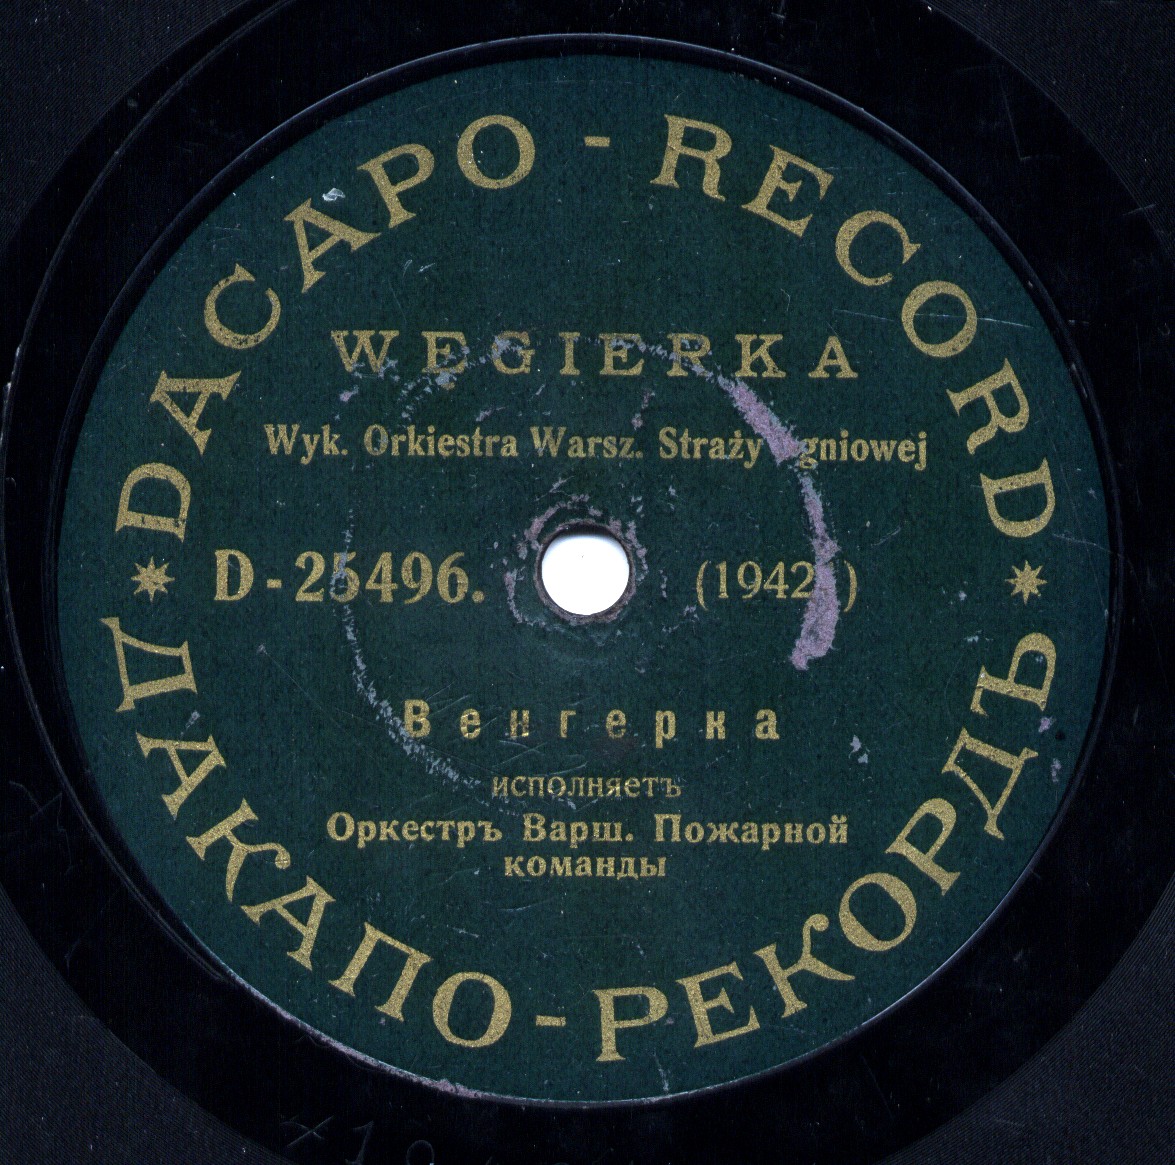 DACAPO - RECORD
WEGIERKA
Wyk. Orkiestra Warsz. Straży
D-25496.
Венгерка
исполняетъ
Оркестръ Варш. Пожарной
команды
ДАКАПО - РЕКОРДЪ